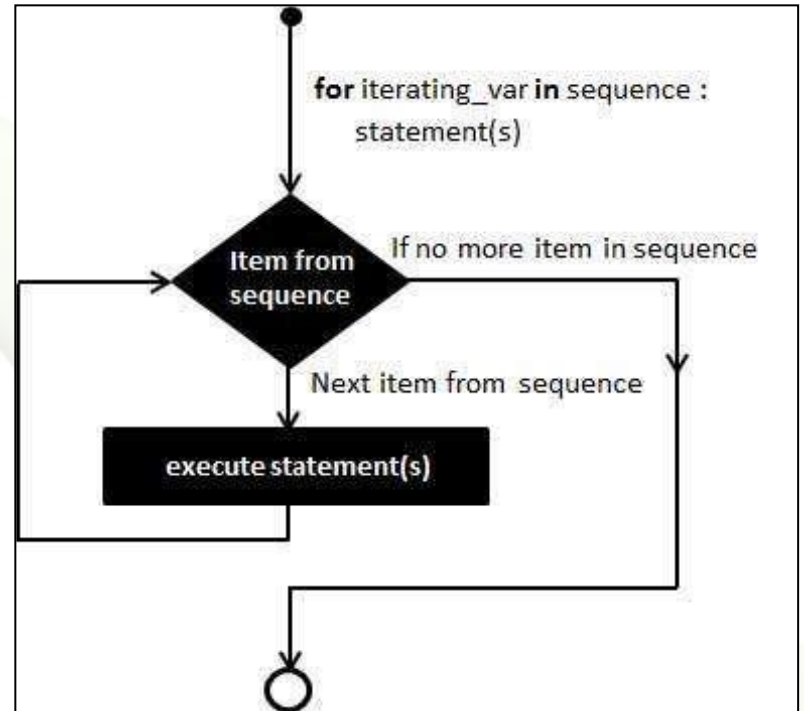 for iterating_var in sequence :
statement(s)
If no more item in sequence
Item from
sequence
Next item from sequence
execute statement(s)